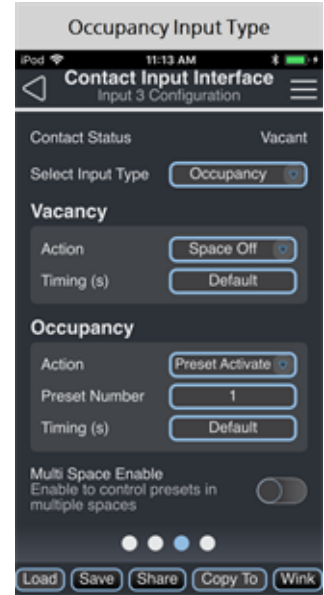 Occupancy Input Type
iPod 11:13 AM
Contact Input Interface
Input 3 Configuration
Contact Status Vacant
Select Input Type Occupancy
Vacancy
Action Space Off
Timing (s) Default
Occupancy
Action Preset Activate
Preset Number 1
Timing (s) Default
Multi Space Enable
Enable to control presets in
multiple spaces
Load Save Share Copy To Wink